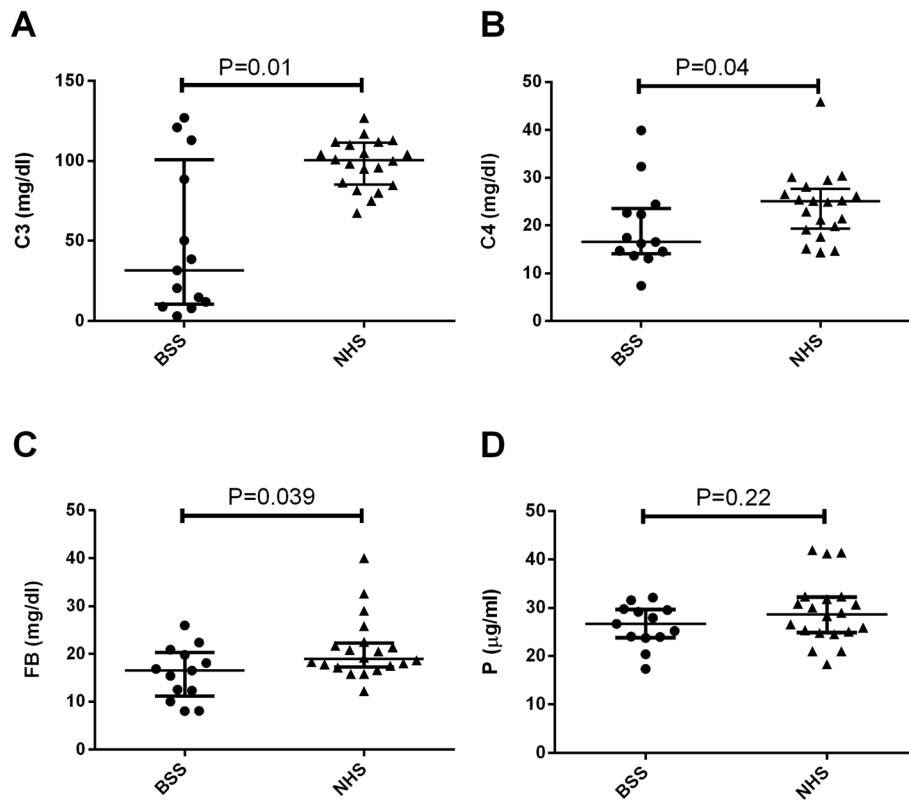 A
P=0.01
C3 (mg/dl)
150
100
50
0
BSS
NHS
B
P=0.04
C4 (mg/dl)
50
40
30
20
10
0
BSS
NHS
C
P=0.039
FB (mg/dl)
50
40
30
20
10
0
BSS
NHS
D
P=0.22
P (μg/ml)
50
40
30
20
10
0
BSS
NHS